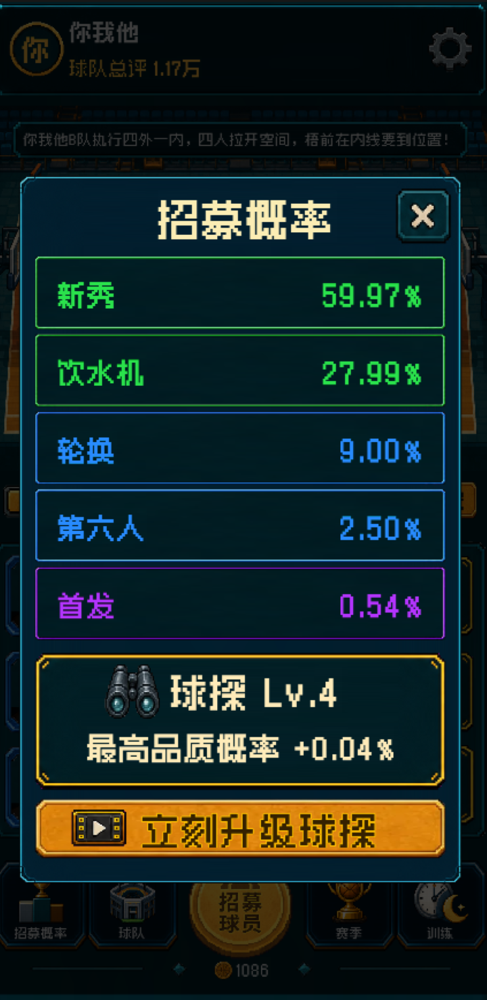 你
你我他
球队总评 1.17万
你我他B队执行四外一内，四人拉开空间，梧前在内线要到位置！
招募概率
新秀 59.97%
饮水机 27.99%
轮换 9.00%
第六人 2.50%
首发 0.54%
球探 Lv.4
最高品质概率 +0.04%
立刻升级球探
招募概率
球队
招募
球员
赛季
训练
1086